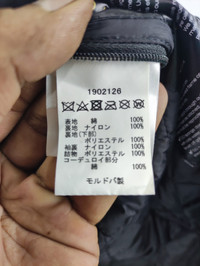 1902126
表地 綿 100%
裏地 ナイロン 100%
裏地(下部)
ポリエステル 100%
袖裏 ナイロン 100%
詰物 ポリエステル 100%
コーデュロイ部分
綿 100%
モルドバ製